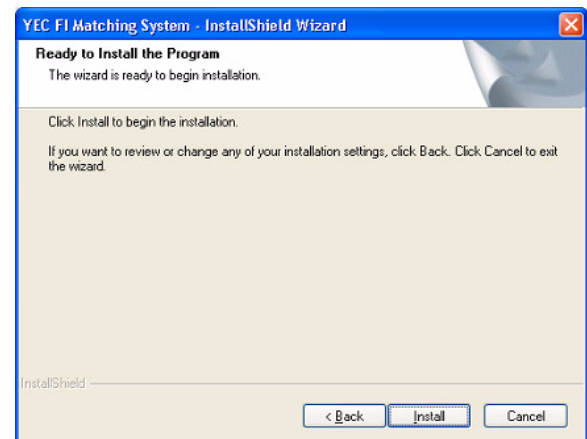 YEC FI Matching System - InstallShield Wizard
Ready to Install the Program
The wizard is ready to begin installation.
Click Install to begin the installation.
If you want to review or change any of your installation settings, click Back. Click Cancel to exit
the wizard.
InstallShield
< Back Install Cancel